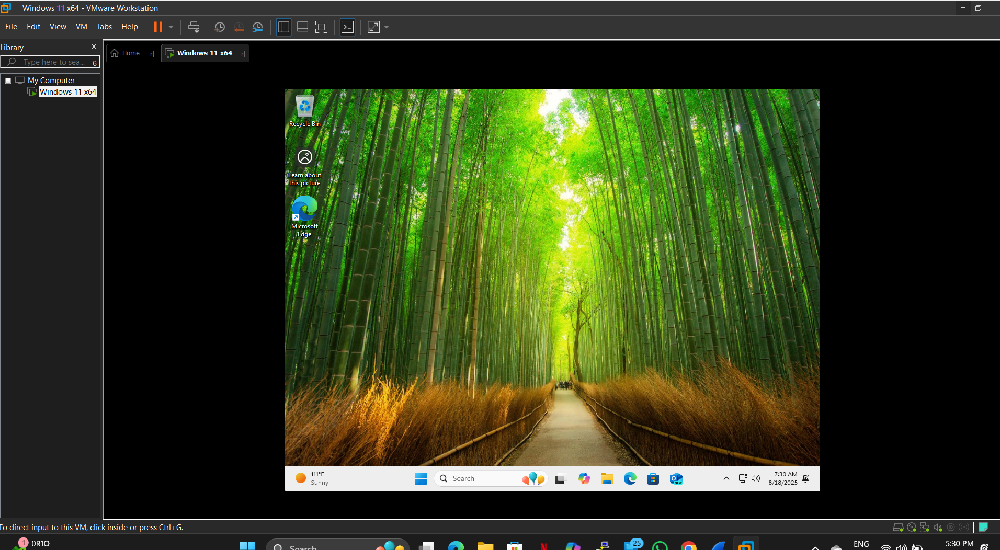 Windows 11 x64 - VMware Workstation
File Edit View VM Tabs Help
Library
Type here to sea...
My Computer
Windows 11 x64
Home
Windows 11 x64
Recycle Bin
Learn about
this picture
Microsoft
Edge
111°F
Sunny
Search
NEW
7:30 AM
8/18/2025
To direct input to this VM, click inside or press Ctrl+G.
1
0R1O
Search
25
ENG
5:30 PM